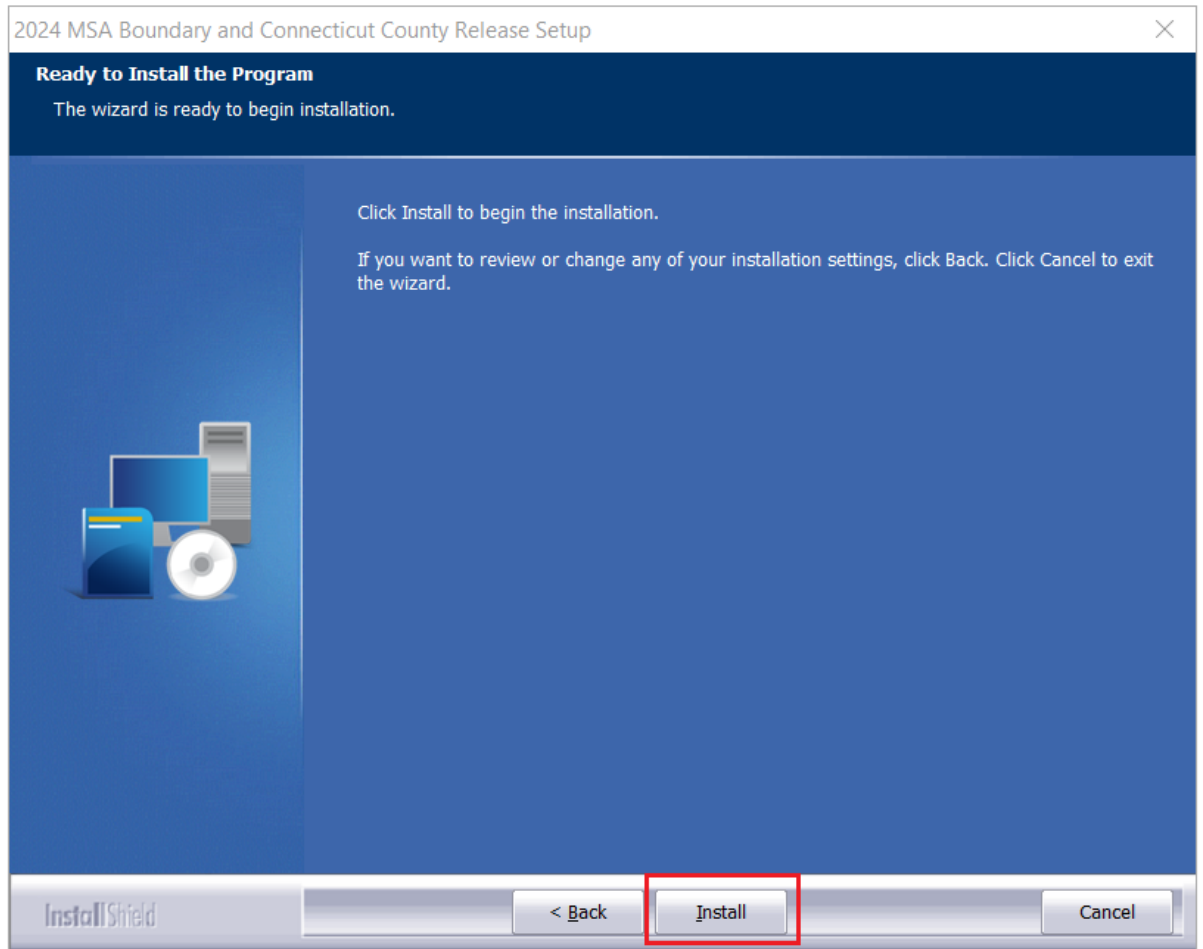 2024 MSA Boundary and Connecticut County Release Setup
Ready to Install the Program
The wizard is ready to begin installation.
Click Install to begin the installation.
If you want to review or change any of your installation settings, click Back. Click Cancel to exit
the wizard.
InstallShield
< Back
Install
Cancel